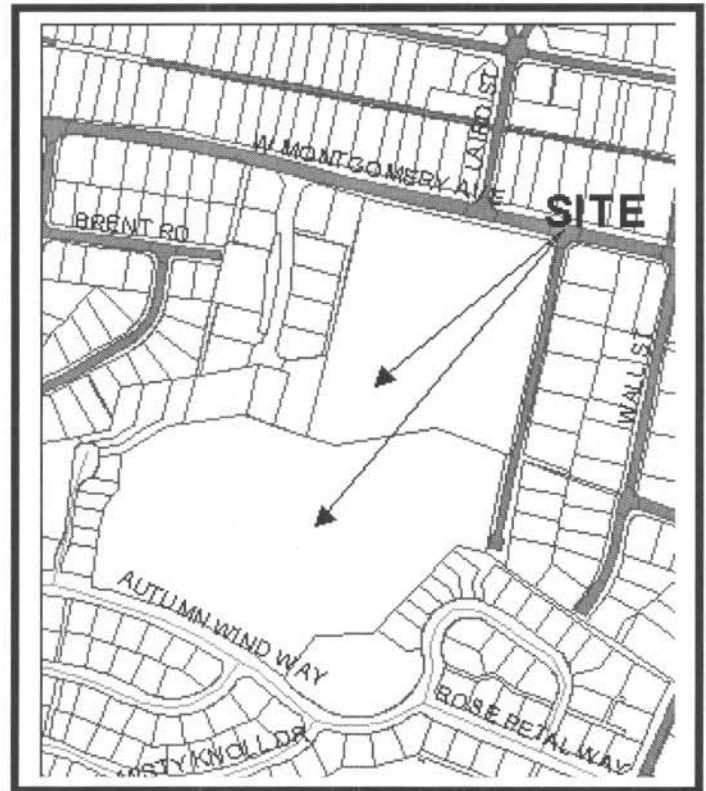 LAIRD ST
W MONTGOMERY AVE
SITE
BRENT RD
WALL ST
AUTUMN WIND WAY
ROSE PETAL WAY
MISTY KNOLL DR